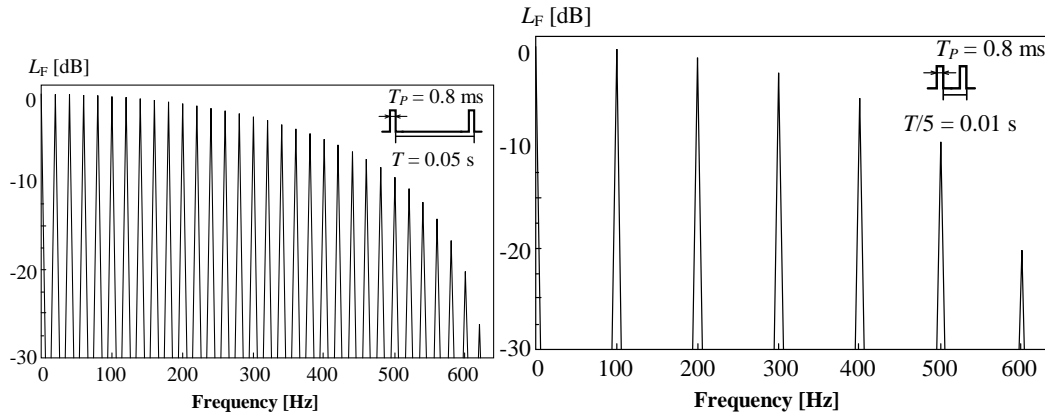 L_F [dB]
0
-10
-20
-30
T_P = 0.8 ms
T = 0.05 s
0 100 200 300 400 500 600
Frequency [Hz]
L_F [dB]
0
-10
-20
-30
T_P = 0.8 ms
T/5 = 0.01 s
0 100 200 300 400 500 600
Frequency [Hz]